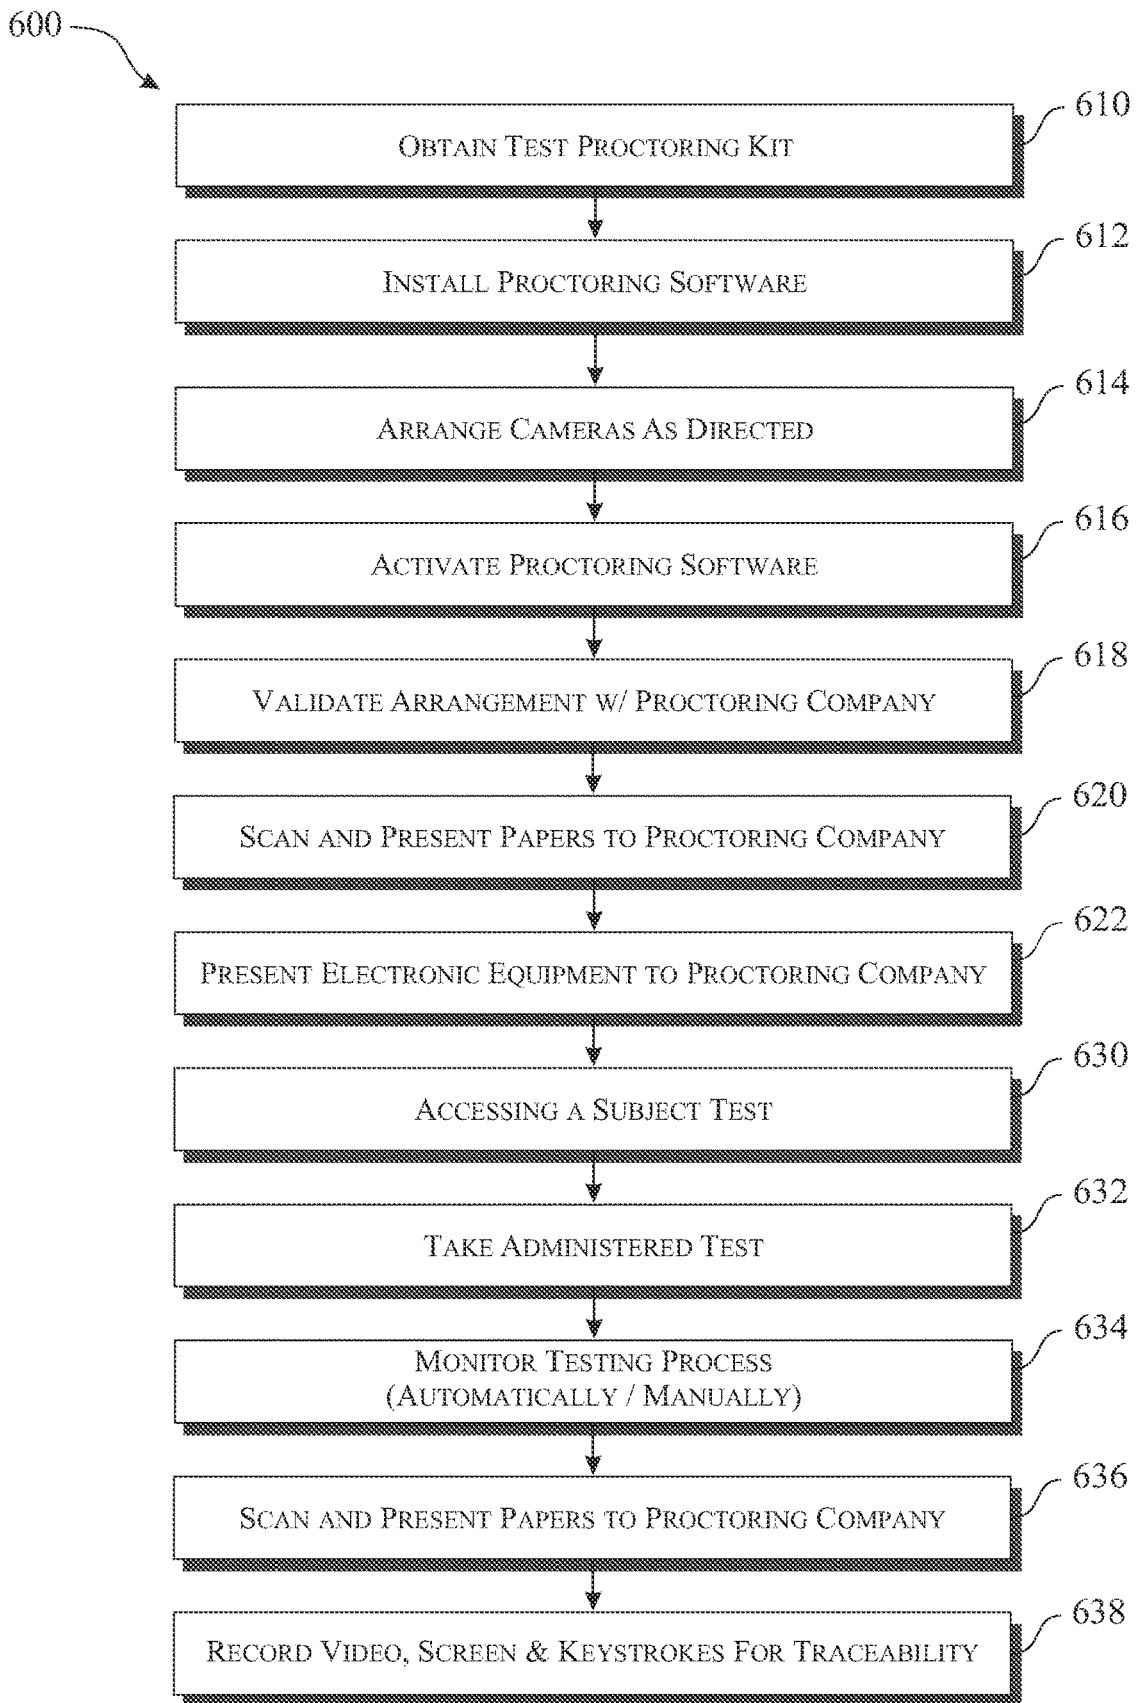 600
610
OBTAIN TEST PROCTORING KIT
612
INSTALL PROCTORING SOFTWARE
614
ARRANGE CAMERAS AS DIRECTED
616
ACTIVATE PROCTORING SOFTWARE
618
VALIDATE ARRANGEMENT W/ PROCTORING COMPANY
620
SCAN AND PRESENT PAPERS TO PROCTORING COMPANY
622
PRESENT ELECTRONIC EQUIPMENT TO PROCTORING COMPANY
630
ACCESSING A SUBJECT TEST
632
TAKE ADMINISTERED TEST
634
MONITOR TESTING PROCESS
(AUTOMATICALLY / MANUALLY)
636
SCAN AND PRESENT PAPERS TO PROCTORING COMPANY
638
RECORD VIDEO, SCREEN & KEYSTROKES FOR TRACEABILITY